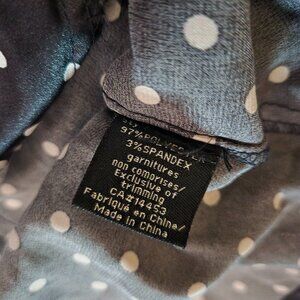 97%POLYESTER
3%SPANDEX
garnitures
non comprises/
Exclusive of
trimming
CA#14453
Fabriqué en Chine/
Made in China